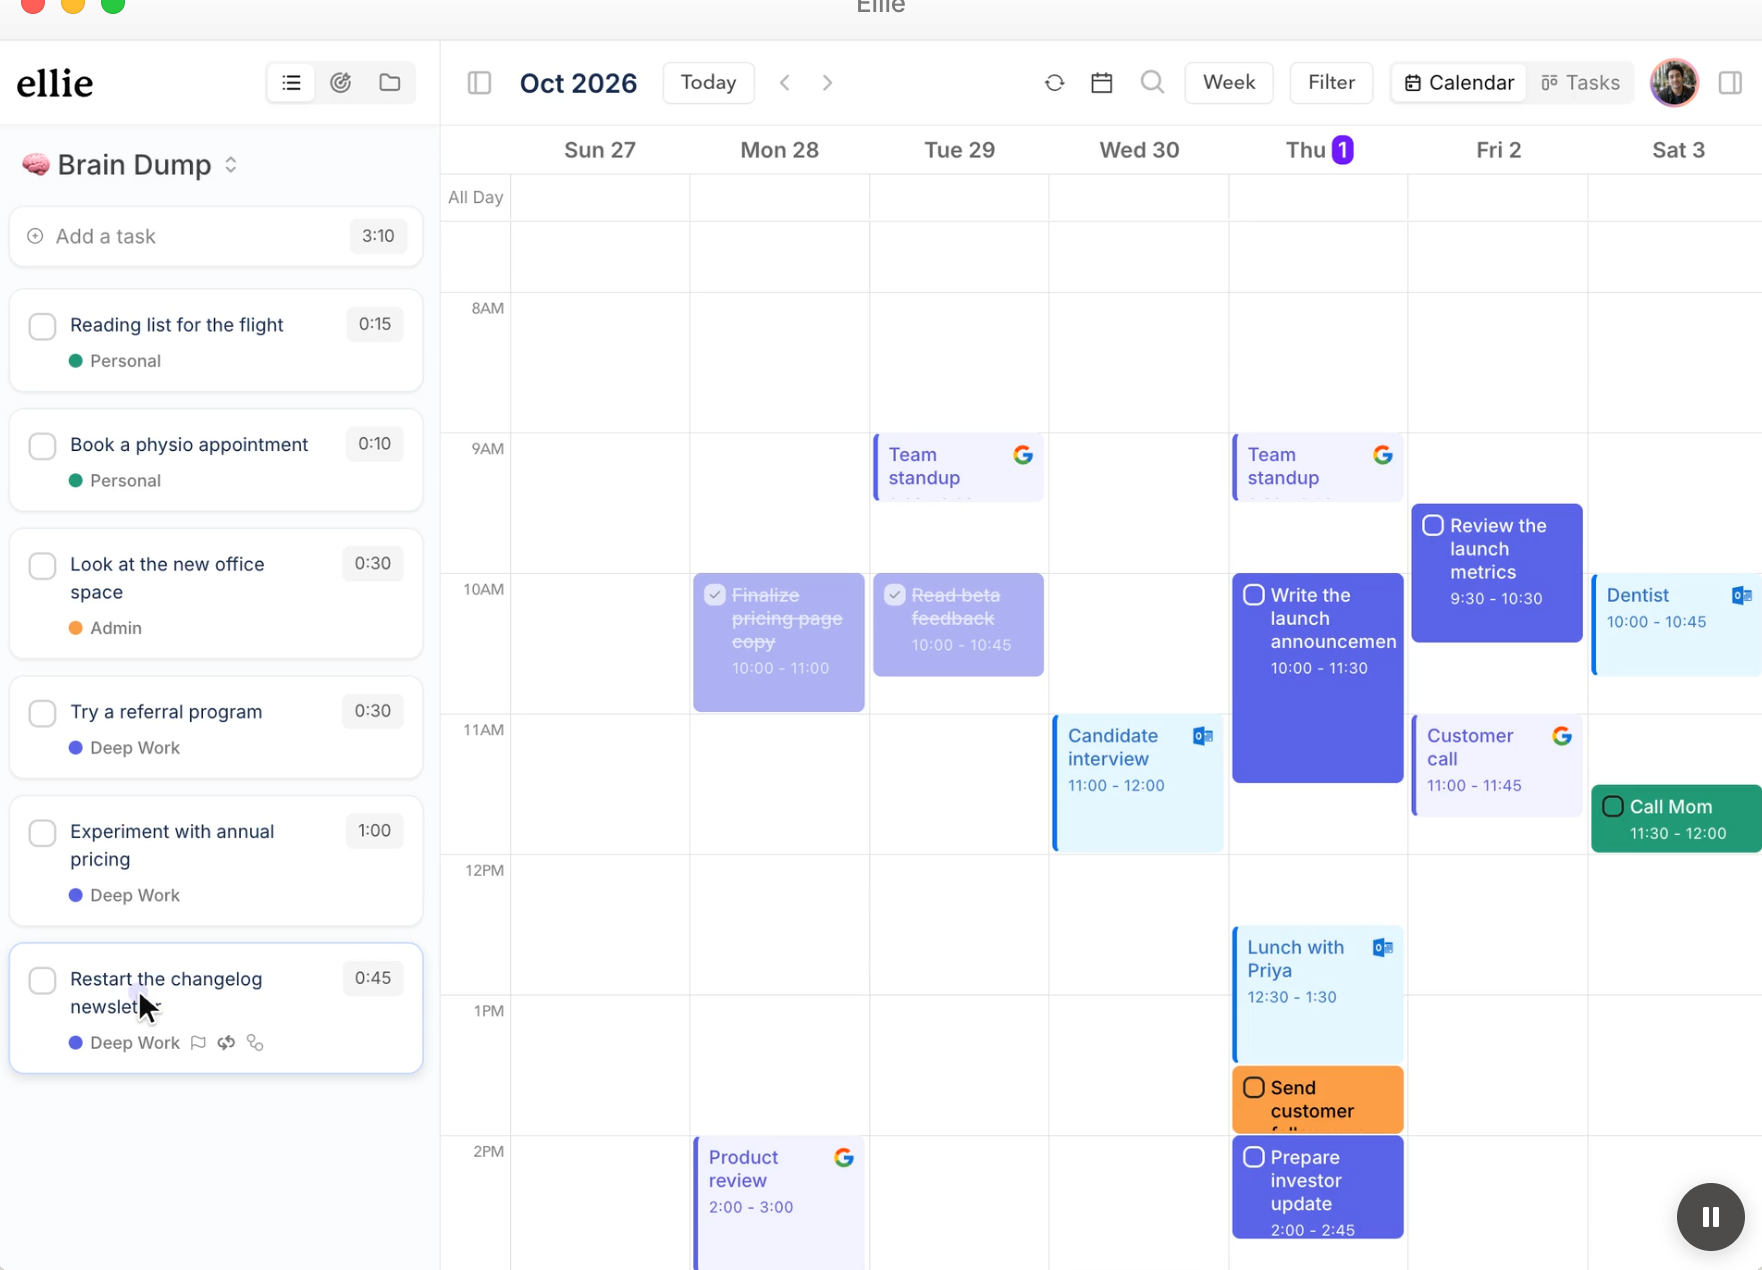 Ellie
ellie
Oct 2026
Today
Week
Filter
Calendar
Tasks
Brain Dump
Add a task
3:10
Reading list for the flight
0:15
Personal
Book a physio appointment
0:10
Personal
Look at the new office
space
0:30
Admin
Try a referral program
0:30
Deep Work
Experiment with annual
pricing
1:00
Deep Work
Restart the changelog
newsletter
0:45
Deep Work
Sun 27
Mon 28
Tue 29
Wed 30
Thu 1
Fri 2
Sat 3
All Day
8AM
9AM
10AM
11AM
12PM
1PM
2PM
Finalize
pricing page
copy
10:00 - 11:00
Product
review
2:00 - 3:00
Team
standup
Read beta
feedback
10:00 - 10:45
Candidate
interview
11:00 - 12:00
Team
standup
Write the
launch
announcemen
10:00 - 11:30
Lunch with
Priya
12:30 - 1:30
Send
customer
Prepare
investor
update
2:00 - 2:45
Review the
launch
metrics
9:30 - 10:30
Customer
call
11:00 - 11:45
Dentist
10:00 - 10:45
Call Mom
11:30 - 12:00